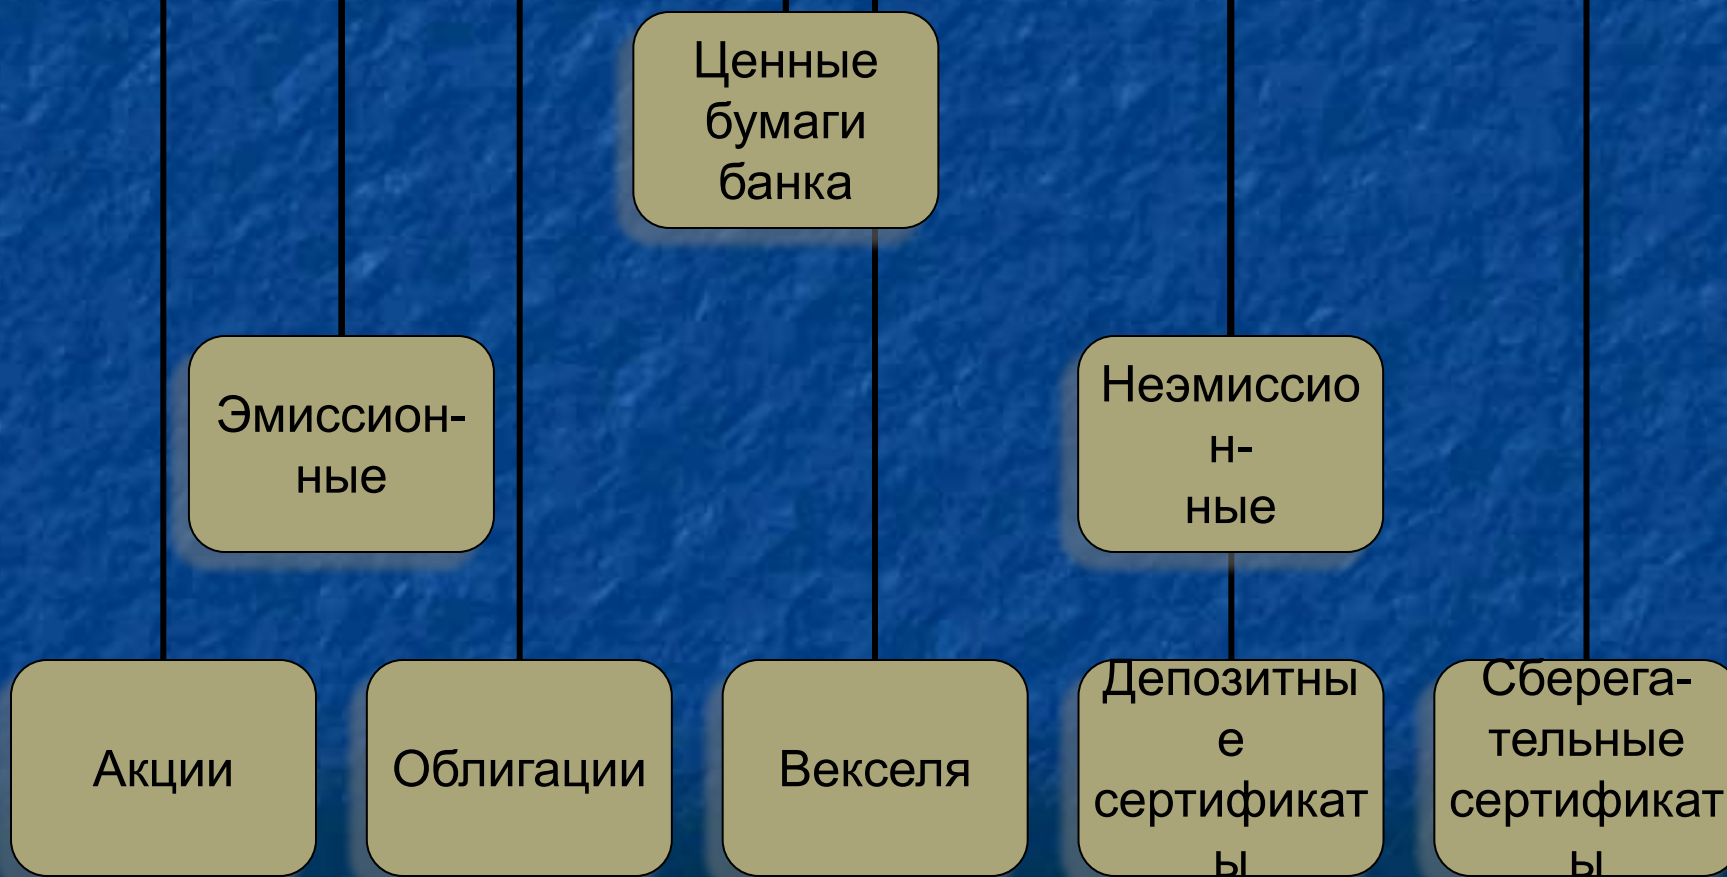 Ценные
бумаги
банка
Эмиссион-
ные
Неэмиссио
н-
ные
Акции
Облигации
Векселя
Депозитны
е
сертификат
ы
Сберега-
тельные
сертификат
ы